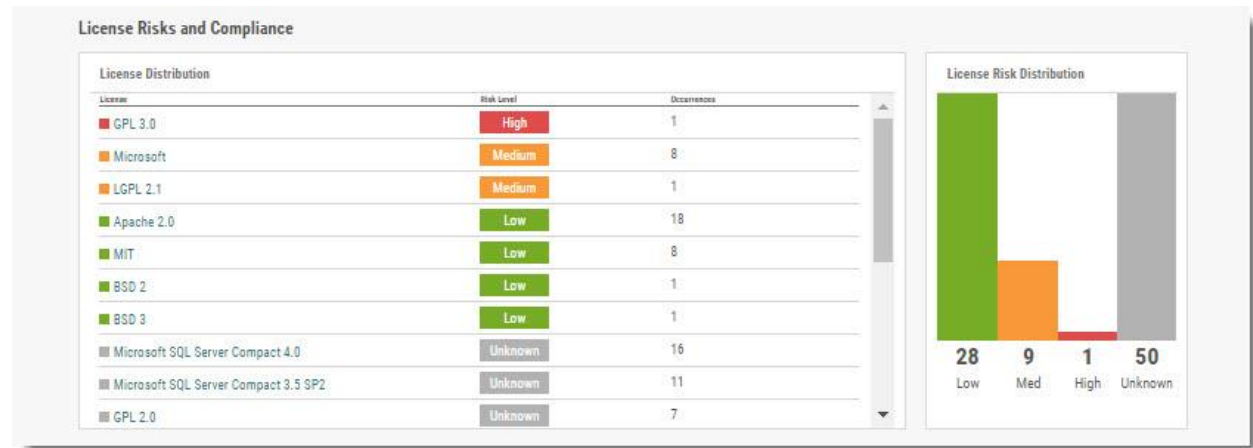 License Risks and Compliance
License Distribution
License Risk Level Occurrences
GPL 3.0 High 1
Microsoft Medium 8
LGPL 2.1 Medium 1
Apache 2.0 Low 18
MIT Low 8
BSD 2 Low 1
BSD 3 Low 1
Microsoft SQL Server Compact 4.0 Unknown 16
Microsoft SQL Server Compact 3.5 SP2 Unknown 11
GPL 2.0 Unknown 7
License Risk Distribution
28 9 1 50
Low Med High Unknown